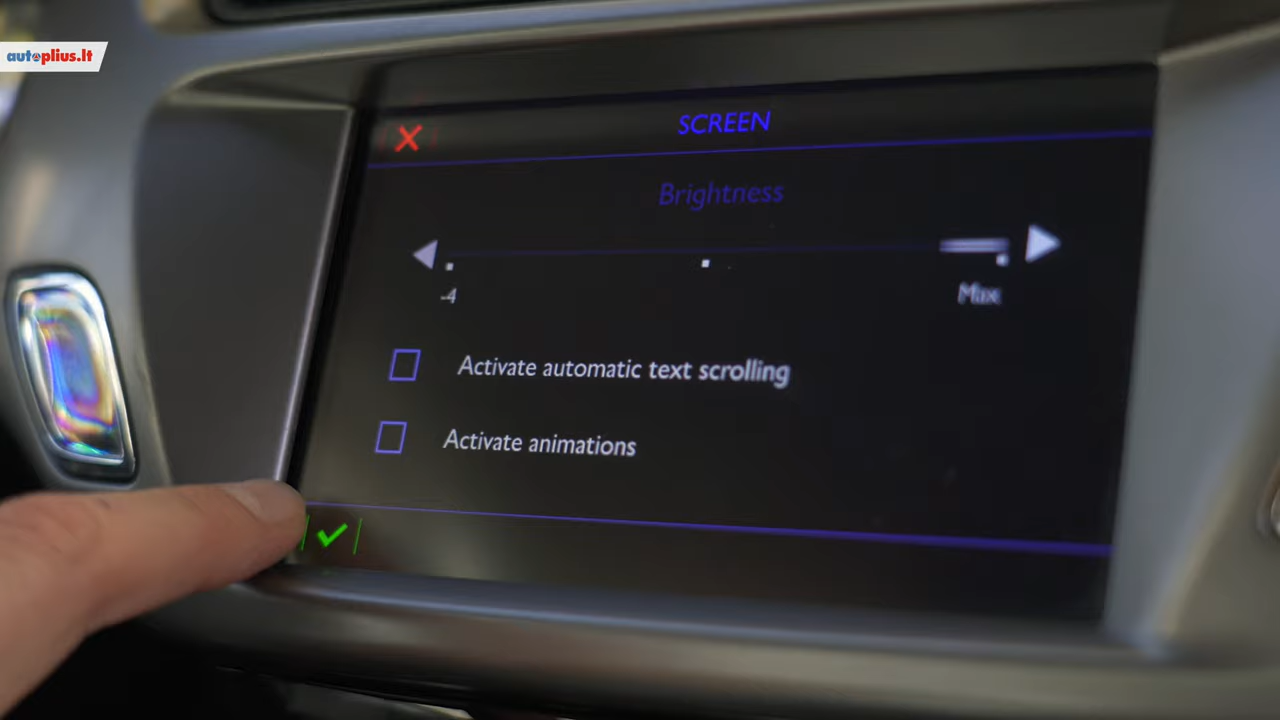 autoplius.lt
SCREEN
Brightness
-4
Max
Activate automatic text scrolling
Activate animations